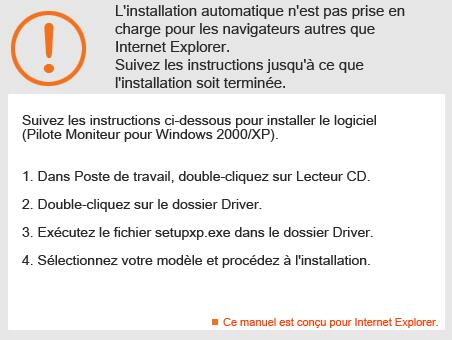 L'installation automatique n'est pas prise en
charge pour les navigateurs autres que
Internet Explorer.
Suivez les instructions jusqu'à ce que
l'installation soit terminée.
Suivez les instructions ci-dessous pour installer le logiciel
(Pilote Moniteur pour Windows 2000/XP).
1. Dans Poste de travail, double-cliquez sur Lecteur CD.
2. Double-cliquez sur le dossier Driver.
3. Exécutez le fichier setupxp.exe dans le dossier Driver.
4. Sélectionnez votre modèle et procédez à l'installation.
Ce manuel est conçu pour Internet Explorer.